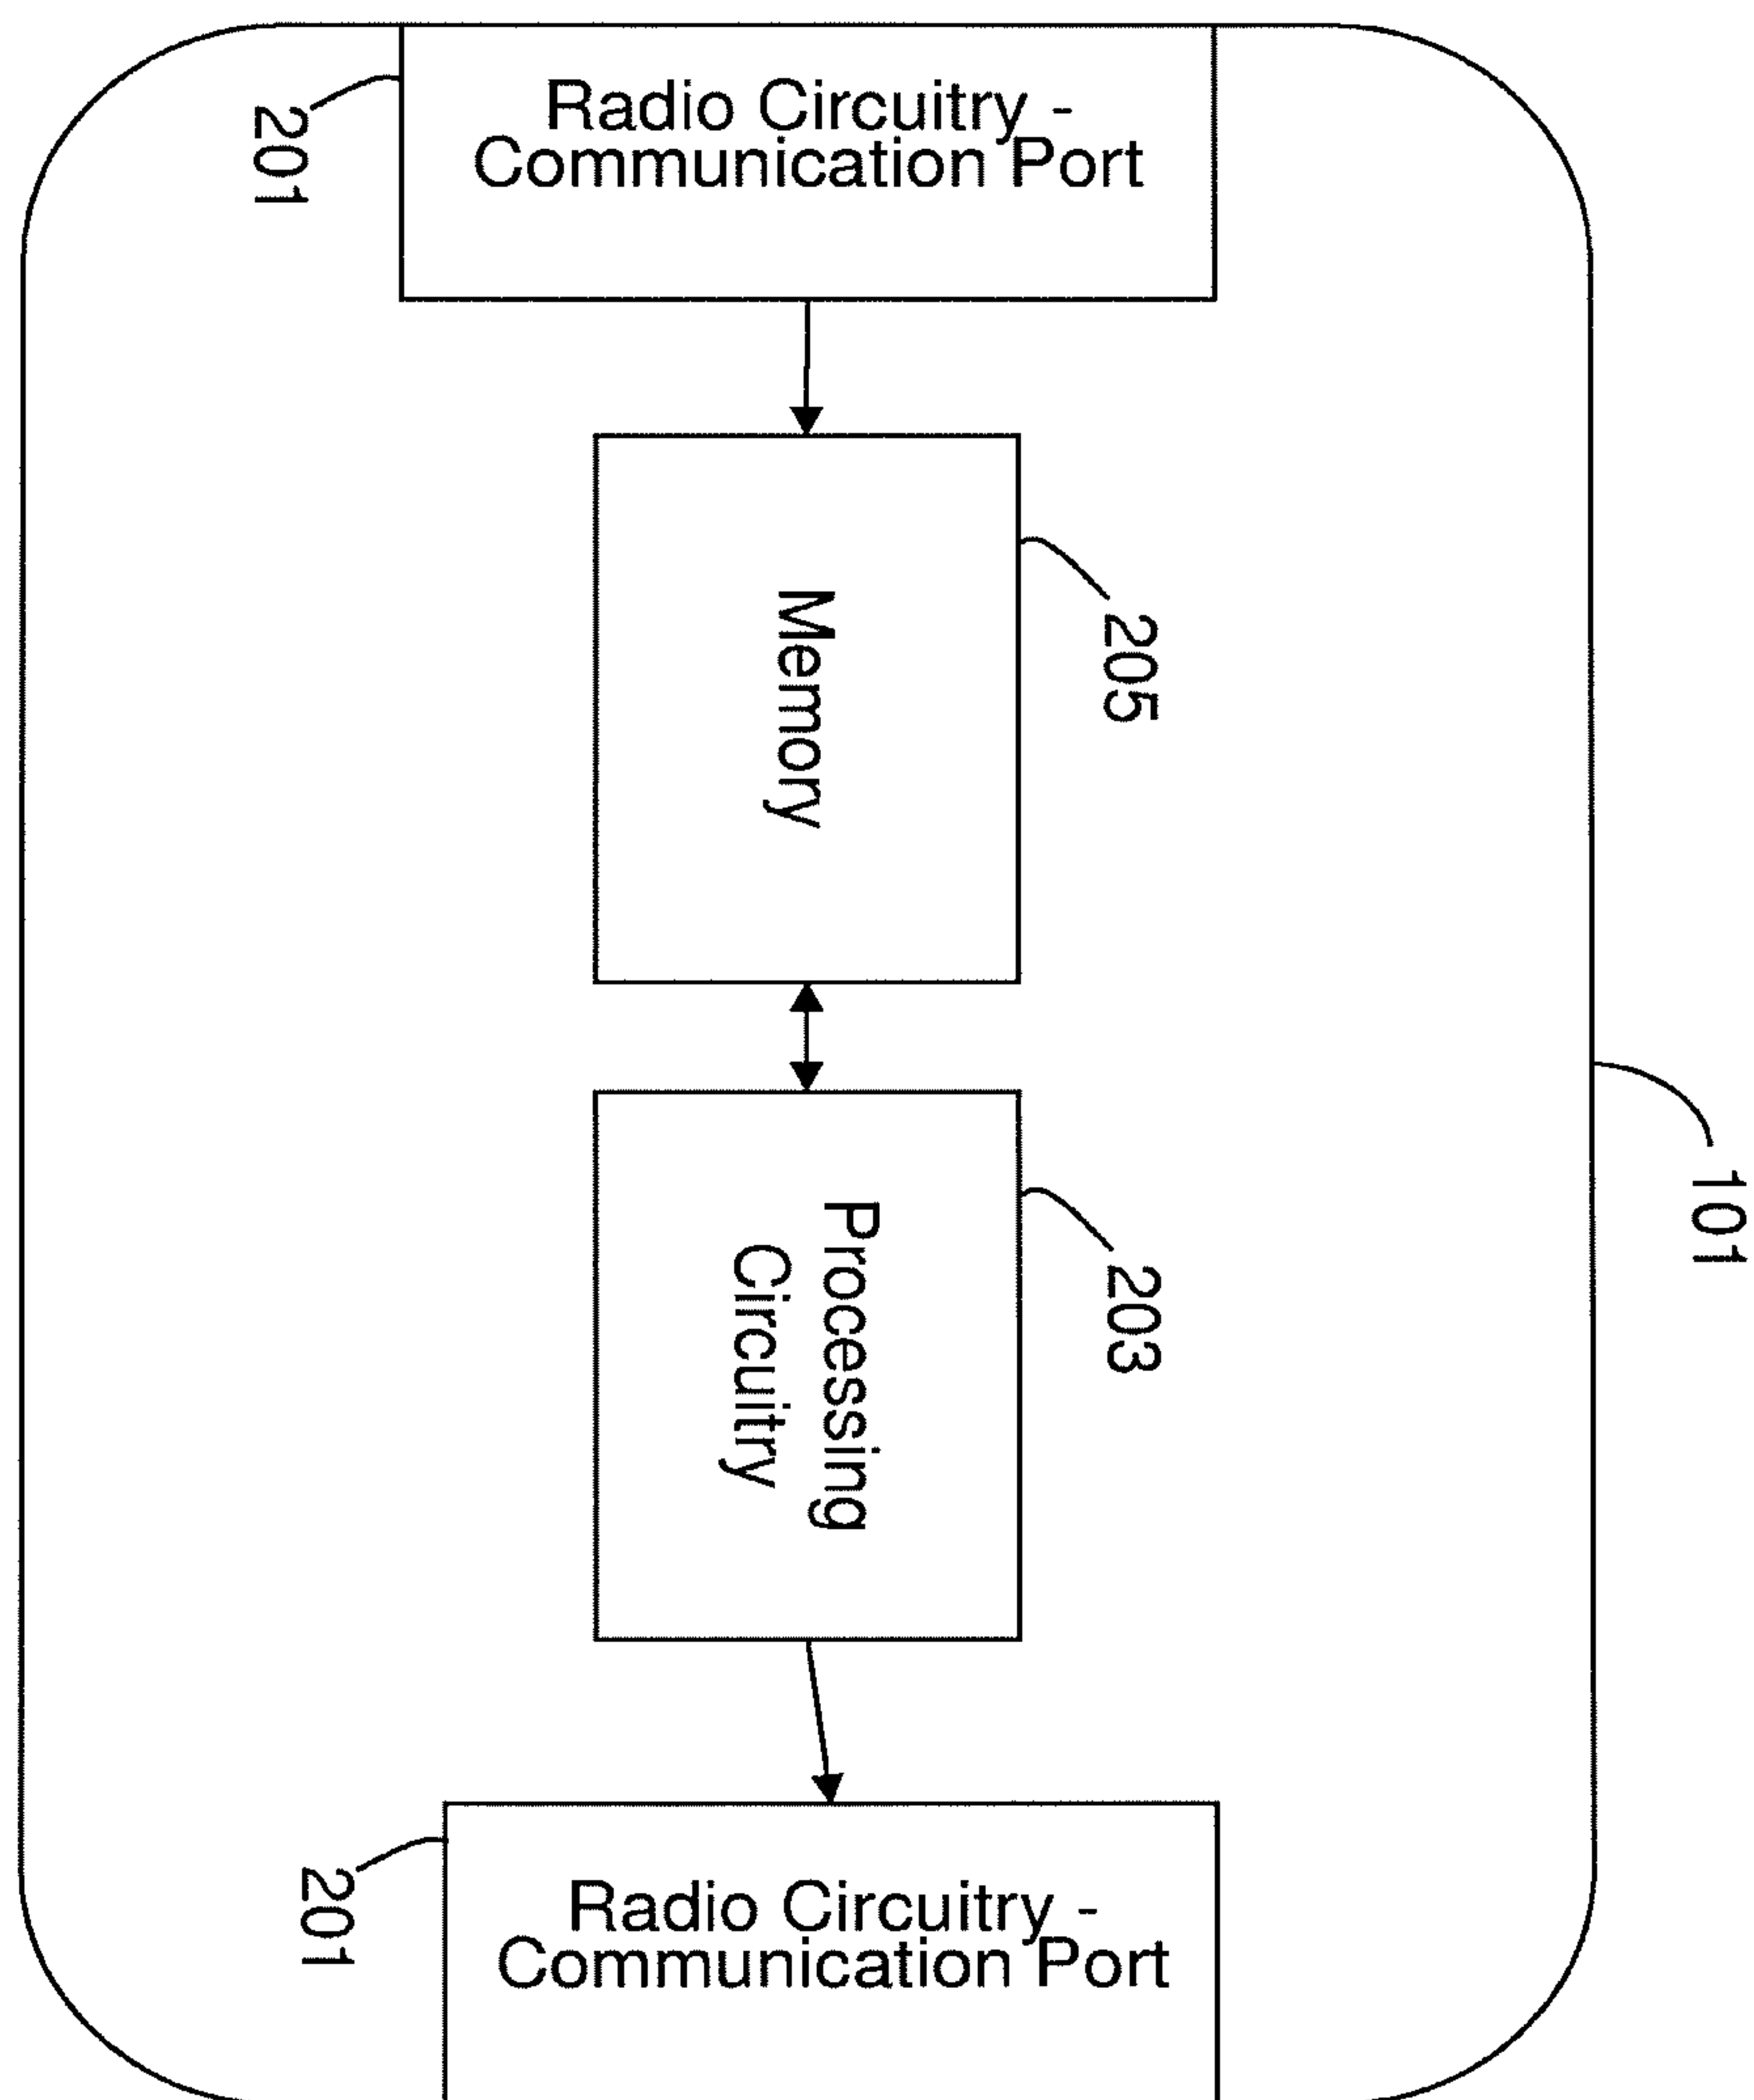 Radio Circuitry -
Communication Port
201
205
Memory
101
203
Processing
Circuitry
201
Radio Circuitry -
Communication Port